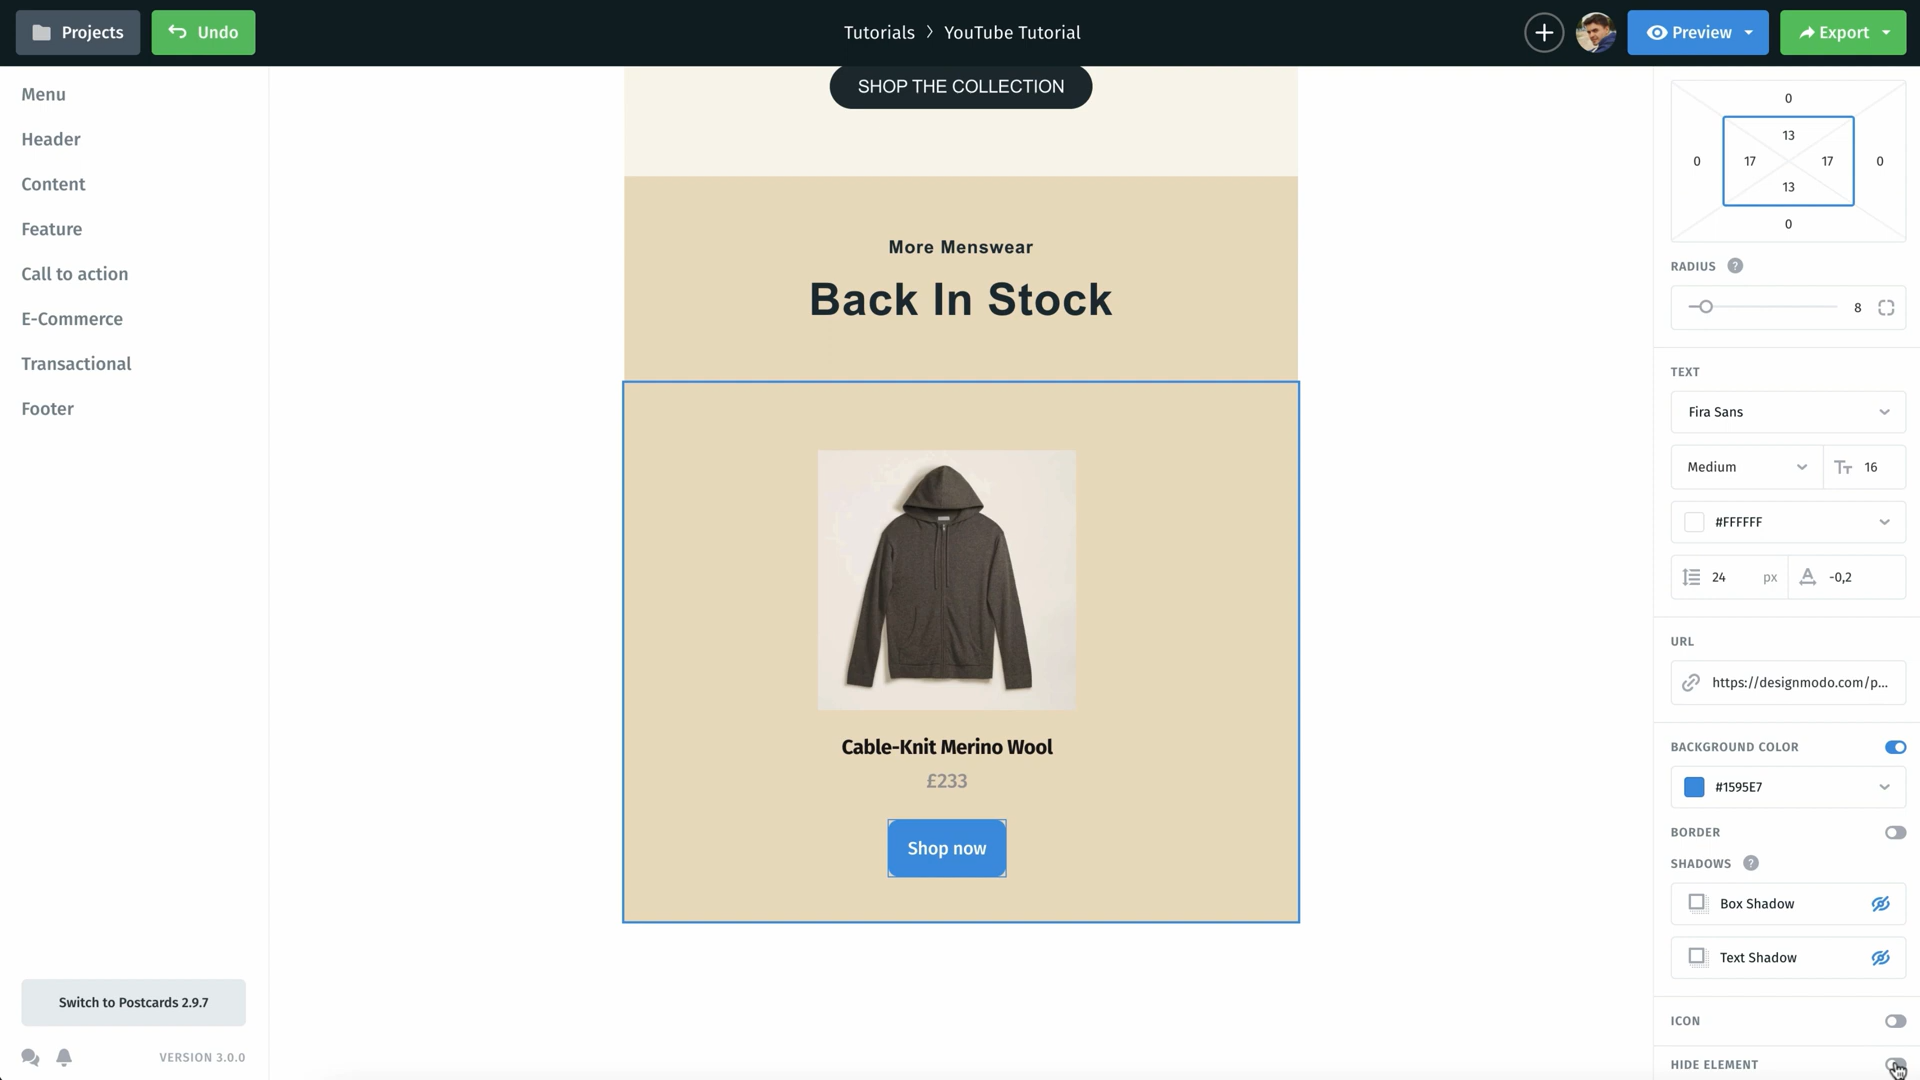 Projects
Undo
Tutorials > YouTube Tutorial
Preview
Export
Menu
Header
Content
Feature
Call to action
E-Commerce
Transactional
Footer
Switch to Postcards 2.9.7
VERSION 3.0.0
SHOP THE COLLECTION
More Menswear
Back In Stock
Cable-Knit Merino Wool
£233
Shop now
0
13
0 17 17 0
13
0
RADIUS ?
8
TEXT
Fira Sans
Medium Tт 16
#FFFFFF
24 px A -0,2
URL
https://designmodo.com/p...
BACKGROUND COLOR
#1595E7
BORDER
SHADOWS ?
Box Shadow
Text Shadow
ICON
HIDE ELEMENT